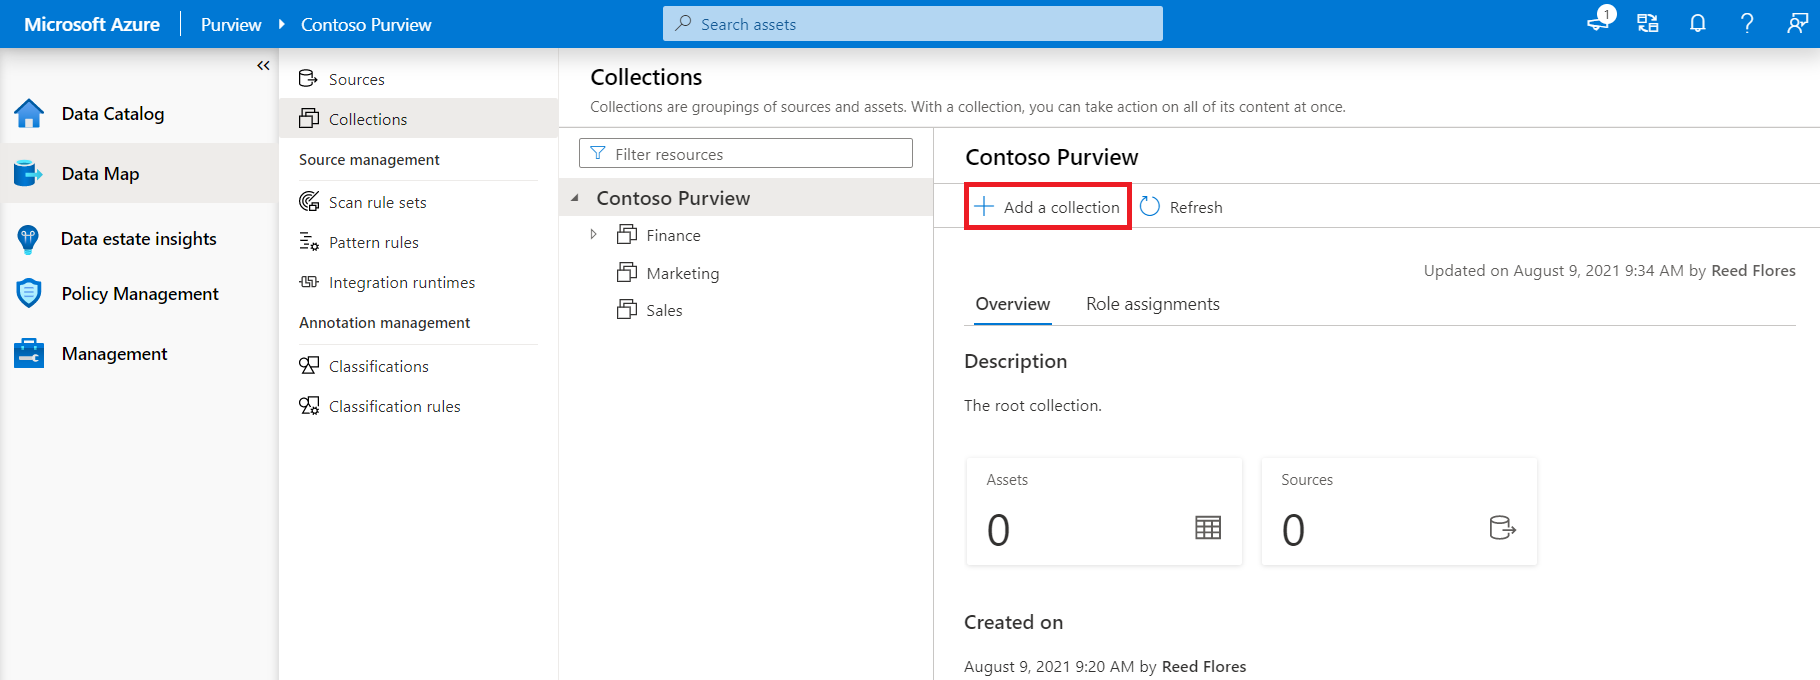 Microsoft Azure
Purview
Contoso Purview
Search assets
1
Data Catalog
Data Map
Data estate insights
Policy Management
Management
Sources
Collections
Source management
Scan rule sets
Pattern rules
Integration runtimes
Annotation management
Classifications
Classification rules
Collections
Collections are groupings of sources and assets. With a collection, you can take action on all of its content at once.
Filter resources
Contoso Purview
Finance
Marketing
Sales
Contoso Purview
Add a collection
Refresh
Updated on August 9, 2021 9:34 AM by Reed Flores
Overview
Role assignments
Description
The root collection.
Assets
0
Sources
0
Created on
August 9, 2021 9:20 AM by Reed Flores